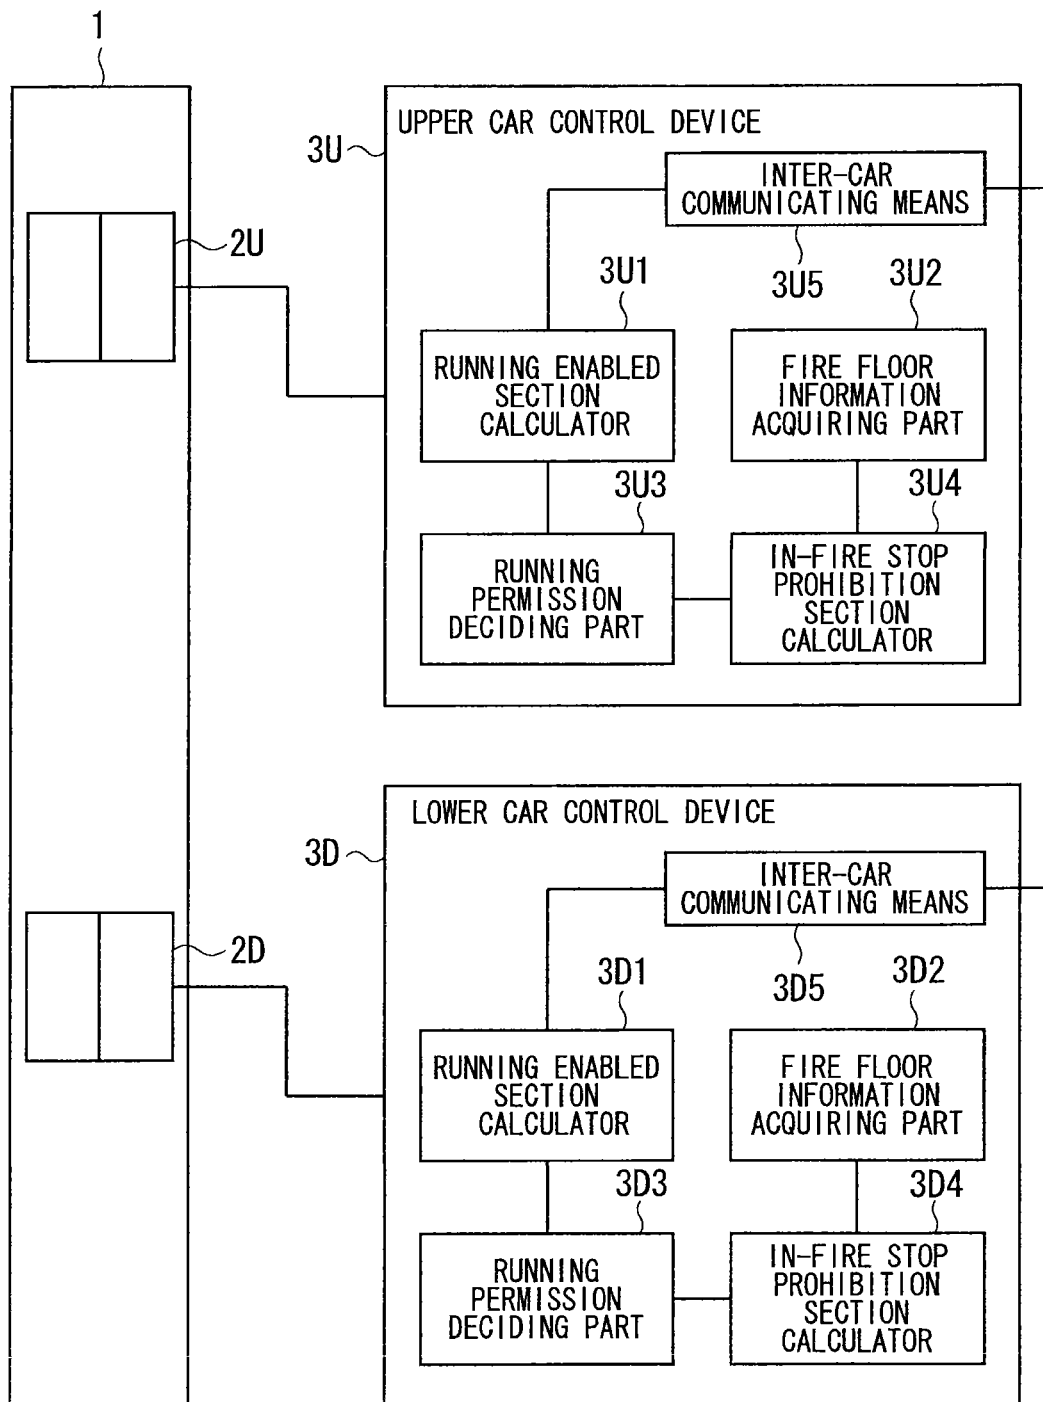 1
UPPER CAR CONTROL DEVICE
3U
INTER-CAR
COMMUNICATING MEANS
2U
3U1
3U5
3U2
RUNNING ENABLED
SECTION
CALCULATOR
FIRE FLOOR
INFORMATION
ACQUIRING PART
3U3
3U4
RUNNING
PERMISSION
DECIDING PART
IN-FIRE STOP
PROHIBITION
SECTION
CALCULATOR
LOWER CAR CONTROL DEVICE
3D
INTER-CAR
COMMUNICATING MEANS
2D
3D1
3D5
3D2
RUNNING ENABLED
SECTION
CALCULATOR
FIRE FLOOR
INFORMATION
ACQUIRING PART
3D3
3D4
RUNNING
PERMISSION
DECIDING PART
IN-FIRE STOP
PROHIBITION
SECTION
CALCULATOR